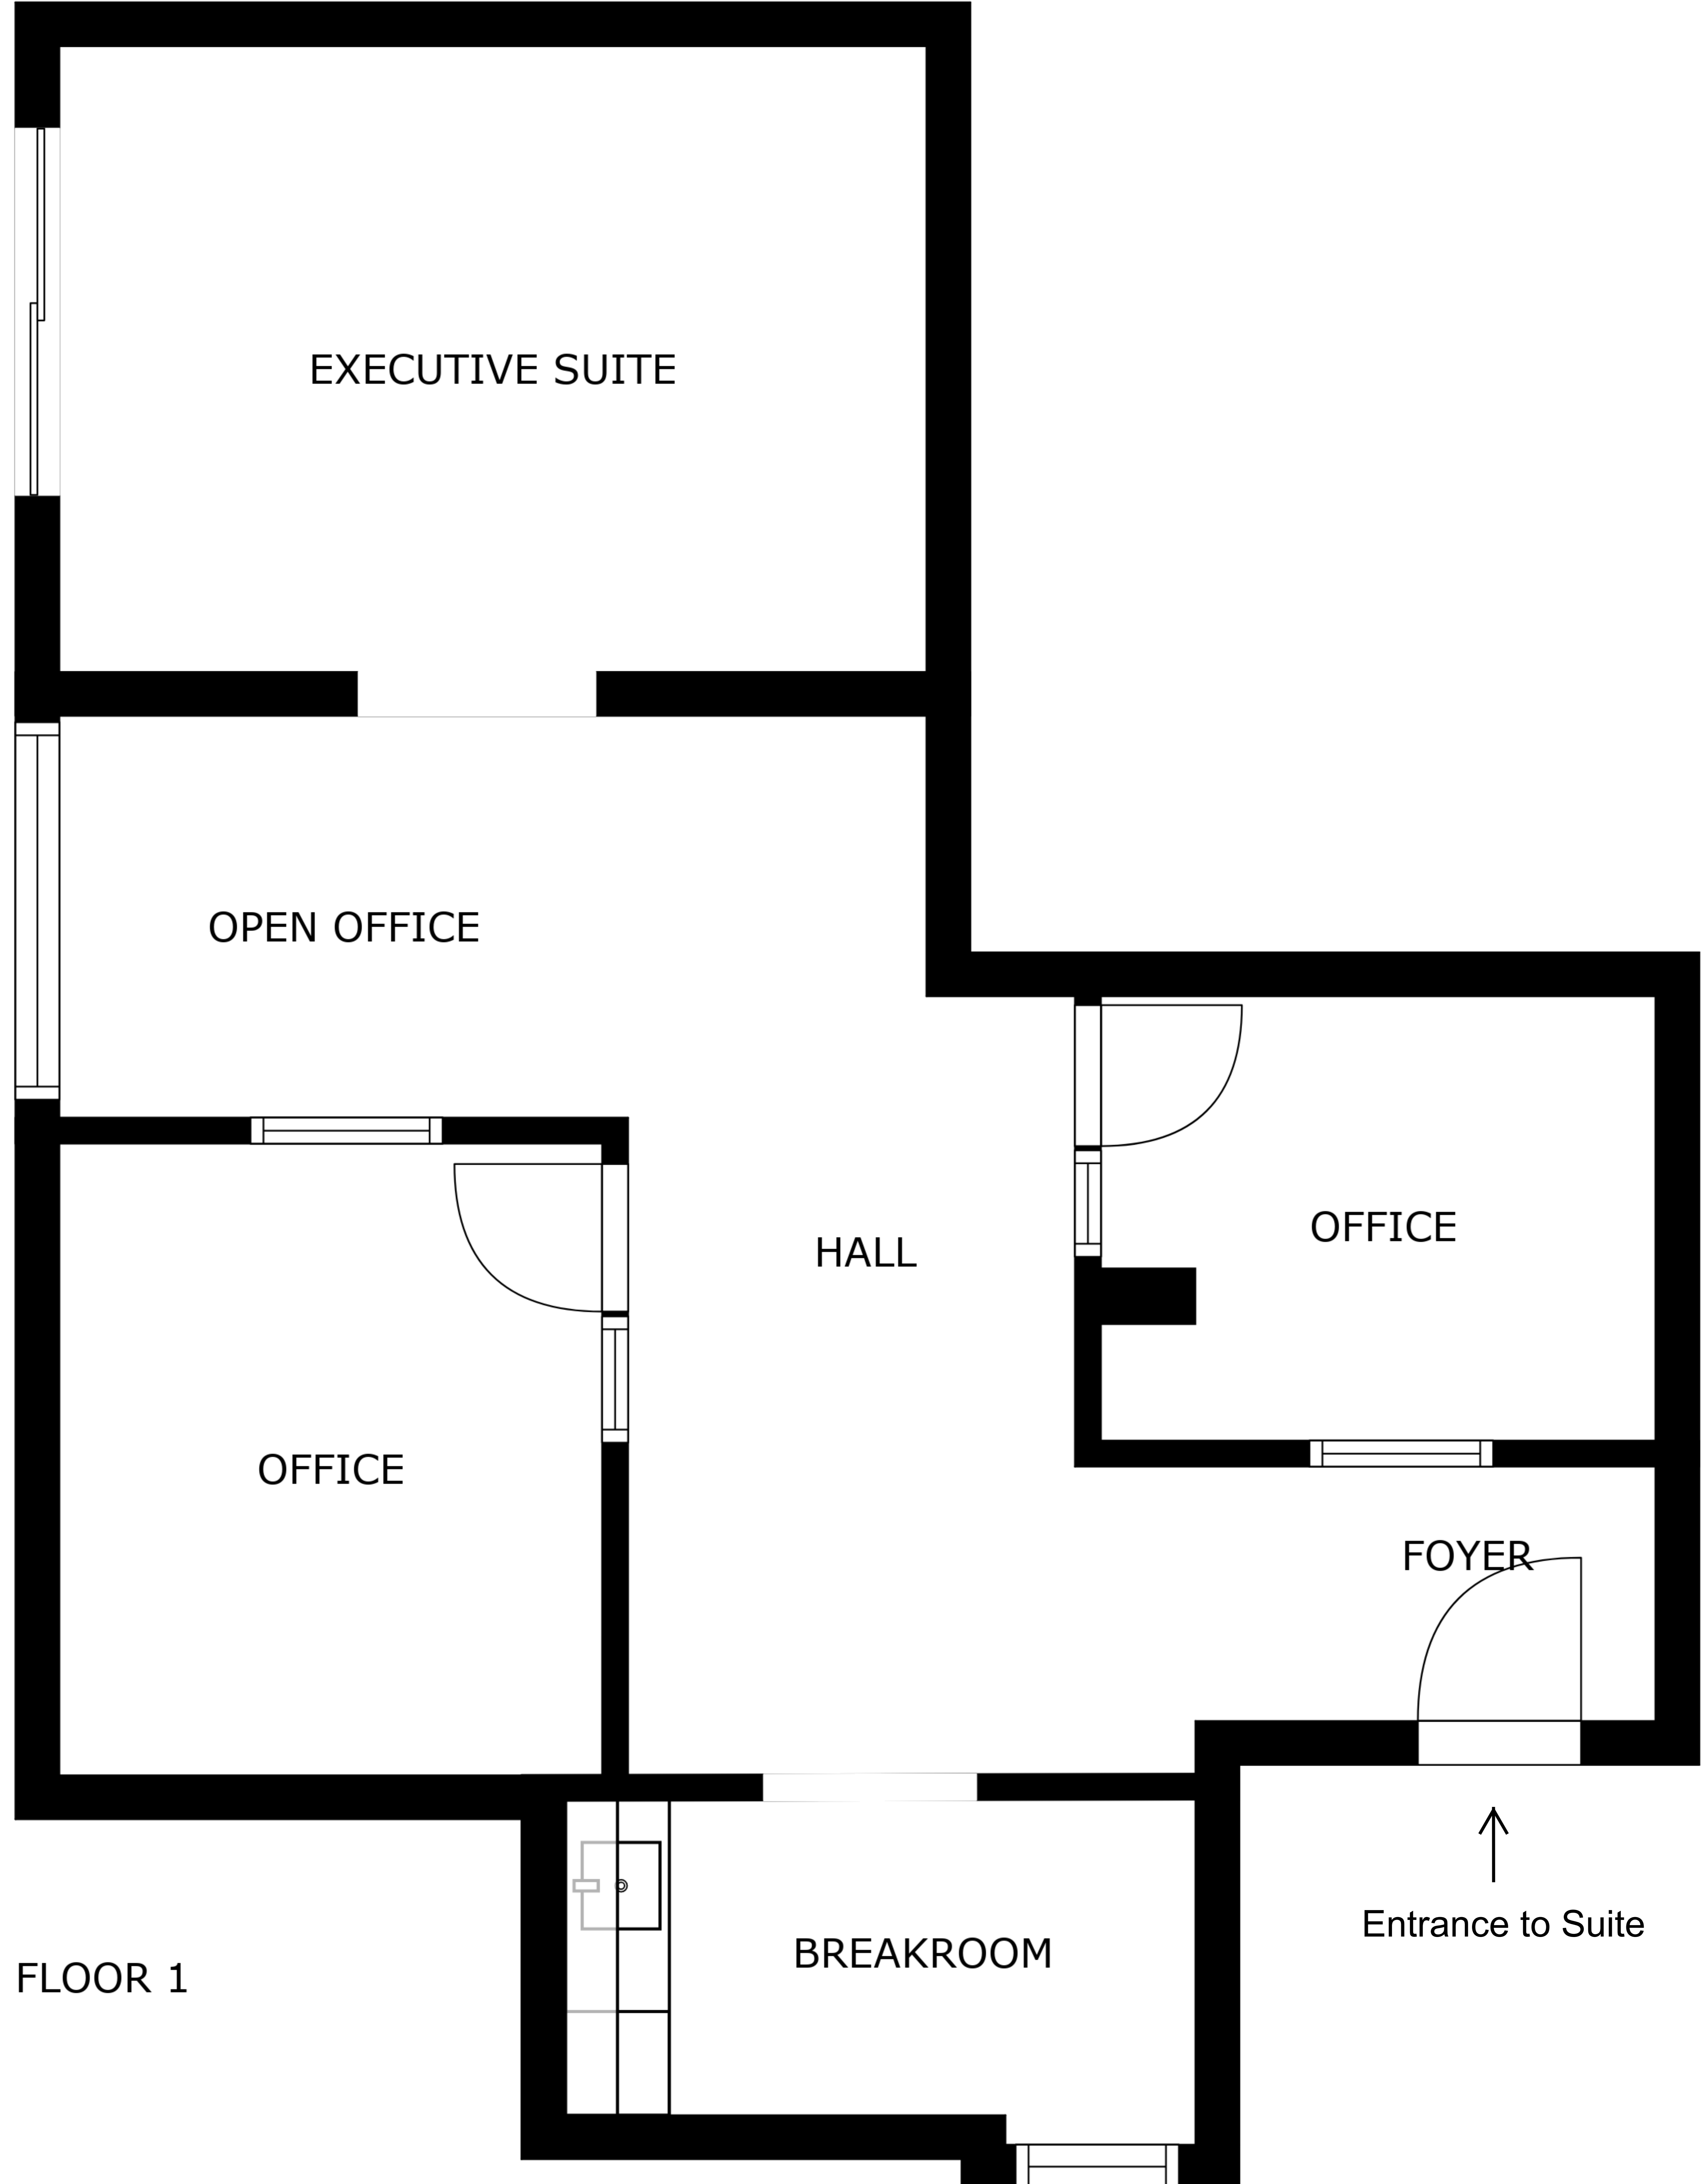 EXECUTIVE SUITE
OPEN OFFICE
OFFICE
HALL
OFFICE
FOYER
Entrance to Suite
BREAKROOM
FLOOR 1